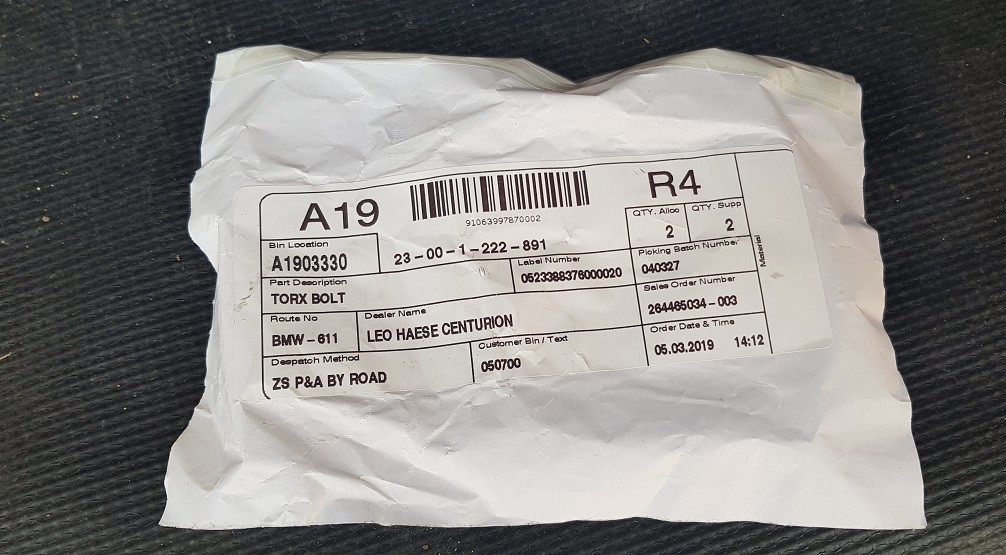 A19
91063997870002
R4
QTY. Alloc
2
QTY. Supp
2
Bin Location
A1903330
23-00-1-222-891
Picking Batch Number
040327
Material
Part Description
TORX BOLT
Label Number
0523388376000020
Sales Order Number
264465034-003
Route No
BMW-611
Dealer Name
LEO HAESE CENTURION
Order Date & Time
05.03.2019 14:12
Despatch Method
ZS P&A BY ROAD
Customer Bin / Text
050700